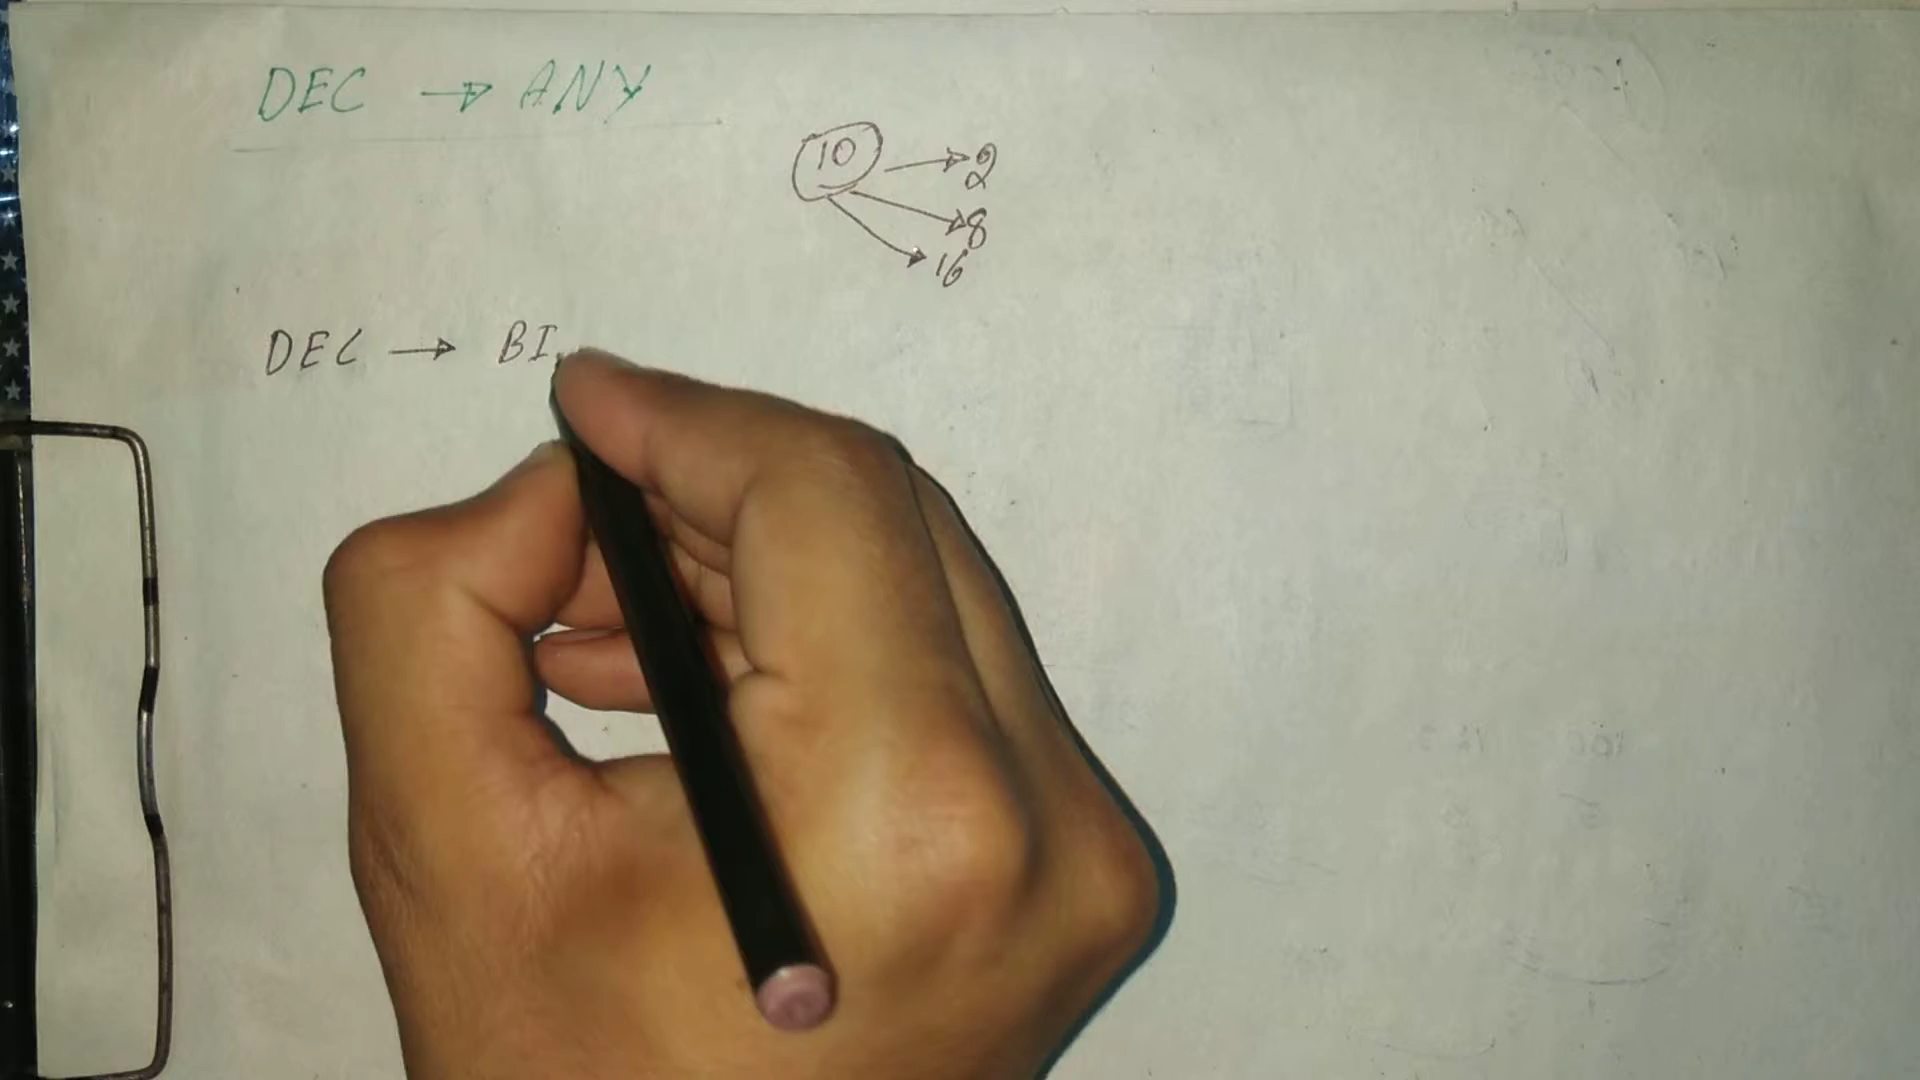 DEC → ANY
10 → 2
→ 8
→ 16
DEC → BI